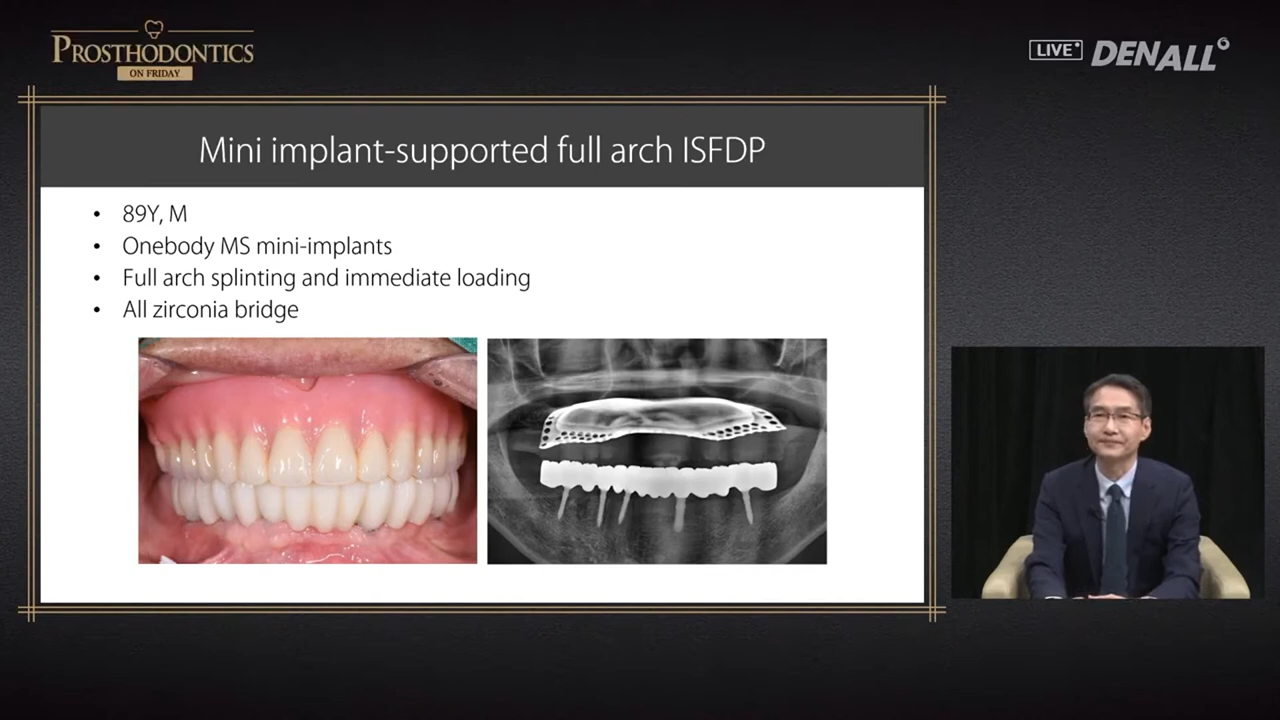 PROSTHODONTICS
ON FRIDAY
LIVE
DENALL
Mini implant-supported full arch ISFDP
• 89Y, M
• Onebody MS mini-implants
• Full arch splinting and immediate loading
• All zirconia bridge